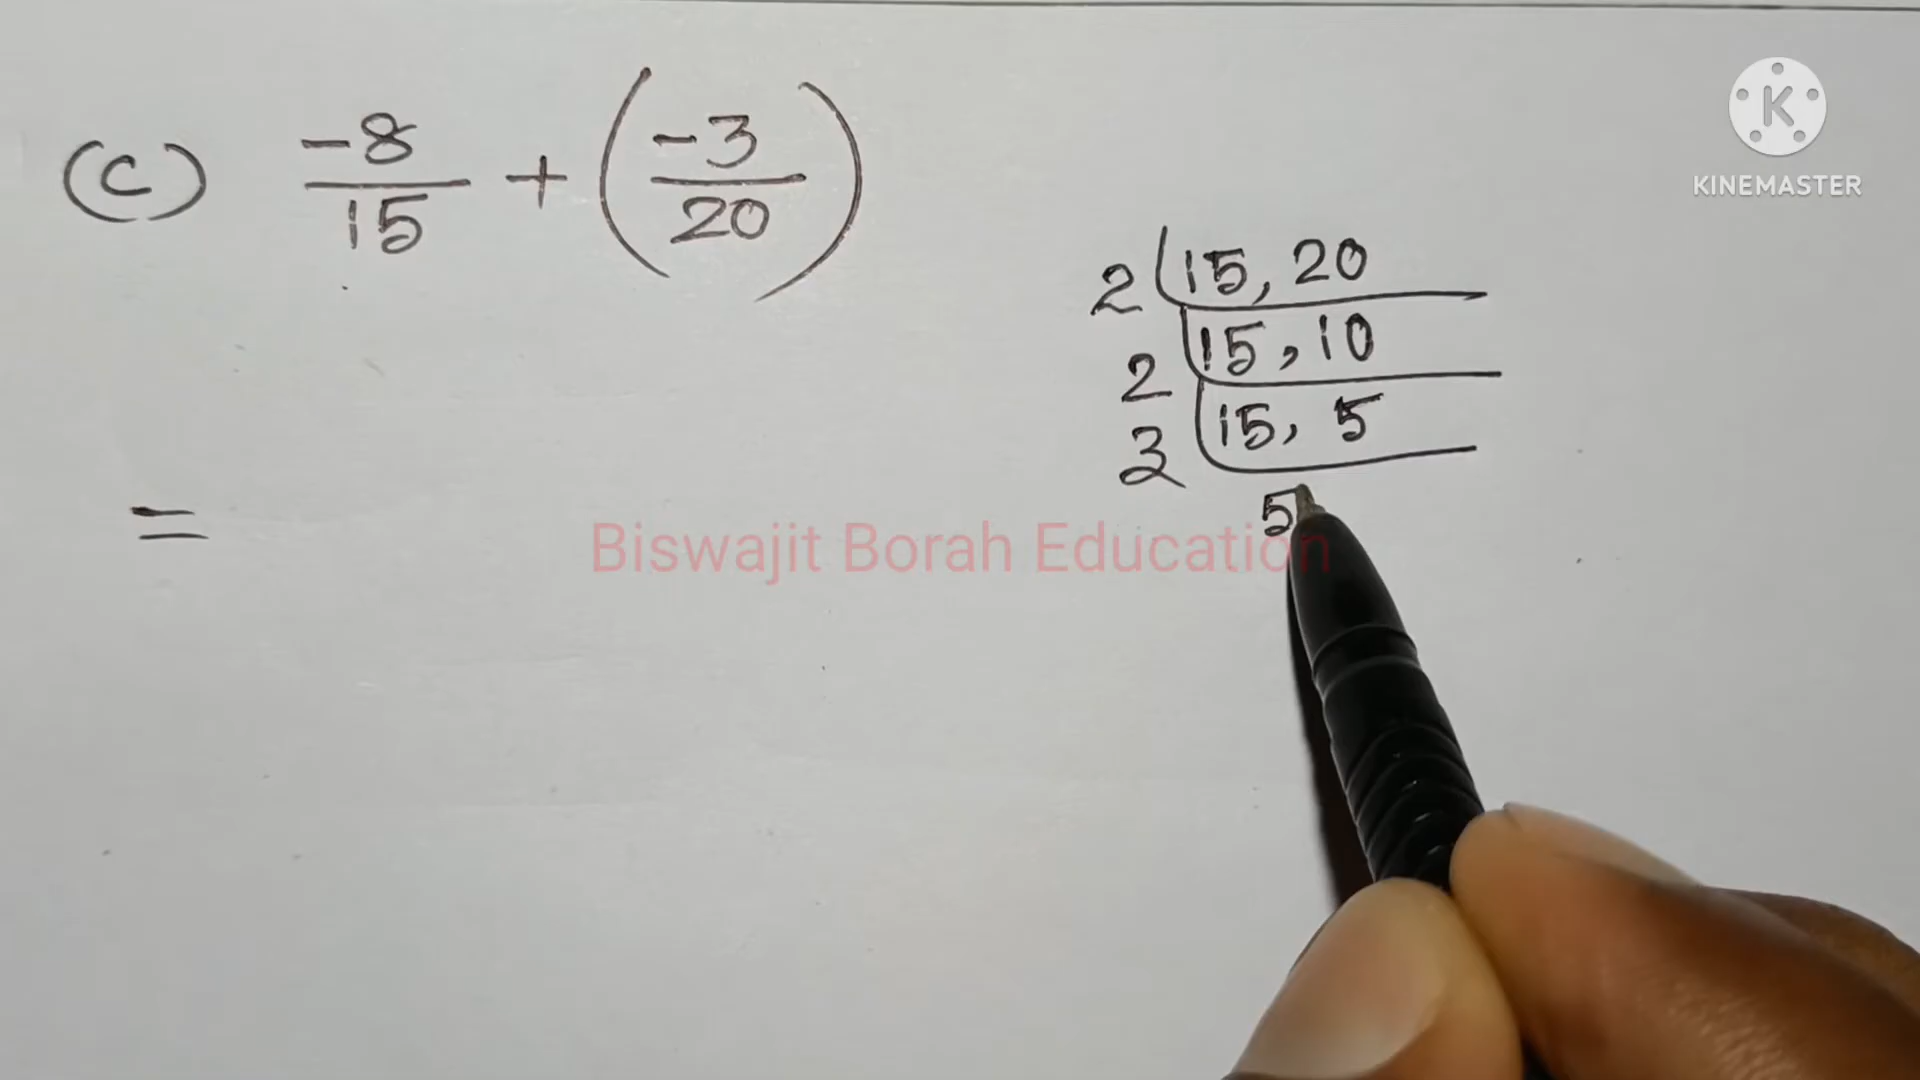 (c) -8/15 + (-3/20)
2 | 15, 20
2 | 15, 10
3 | 15, 5
5
=
Biswajit Borah Education
K
KINEMASTER